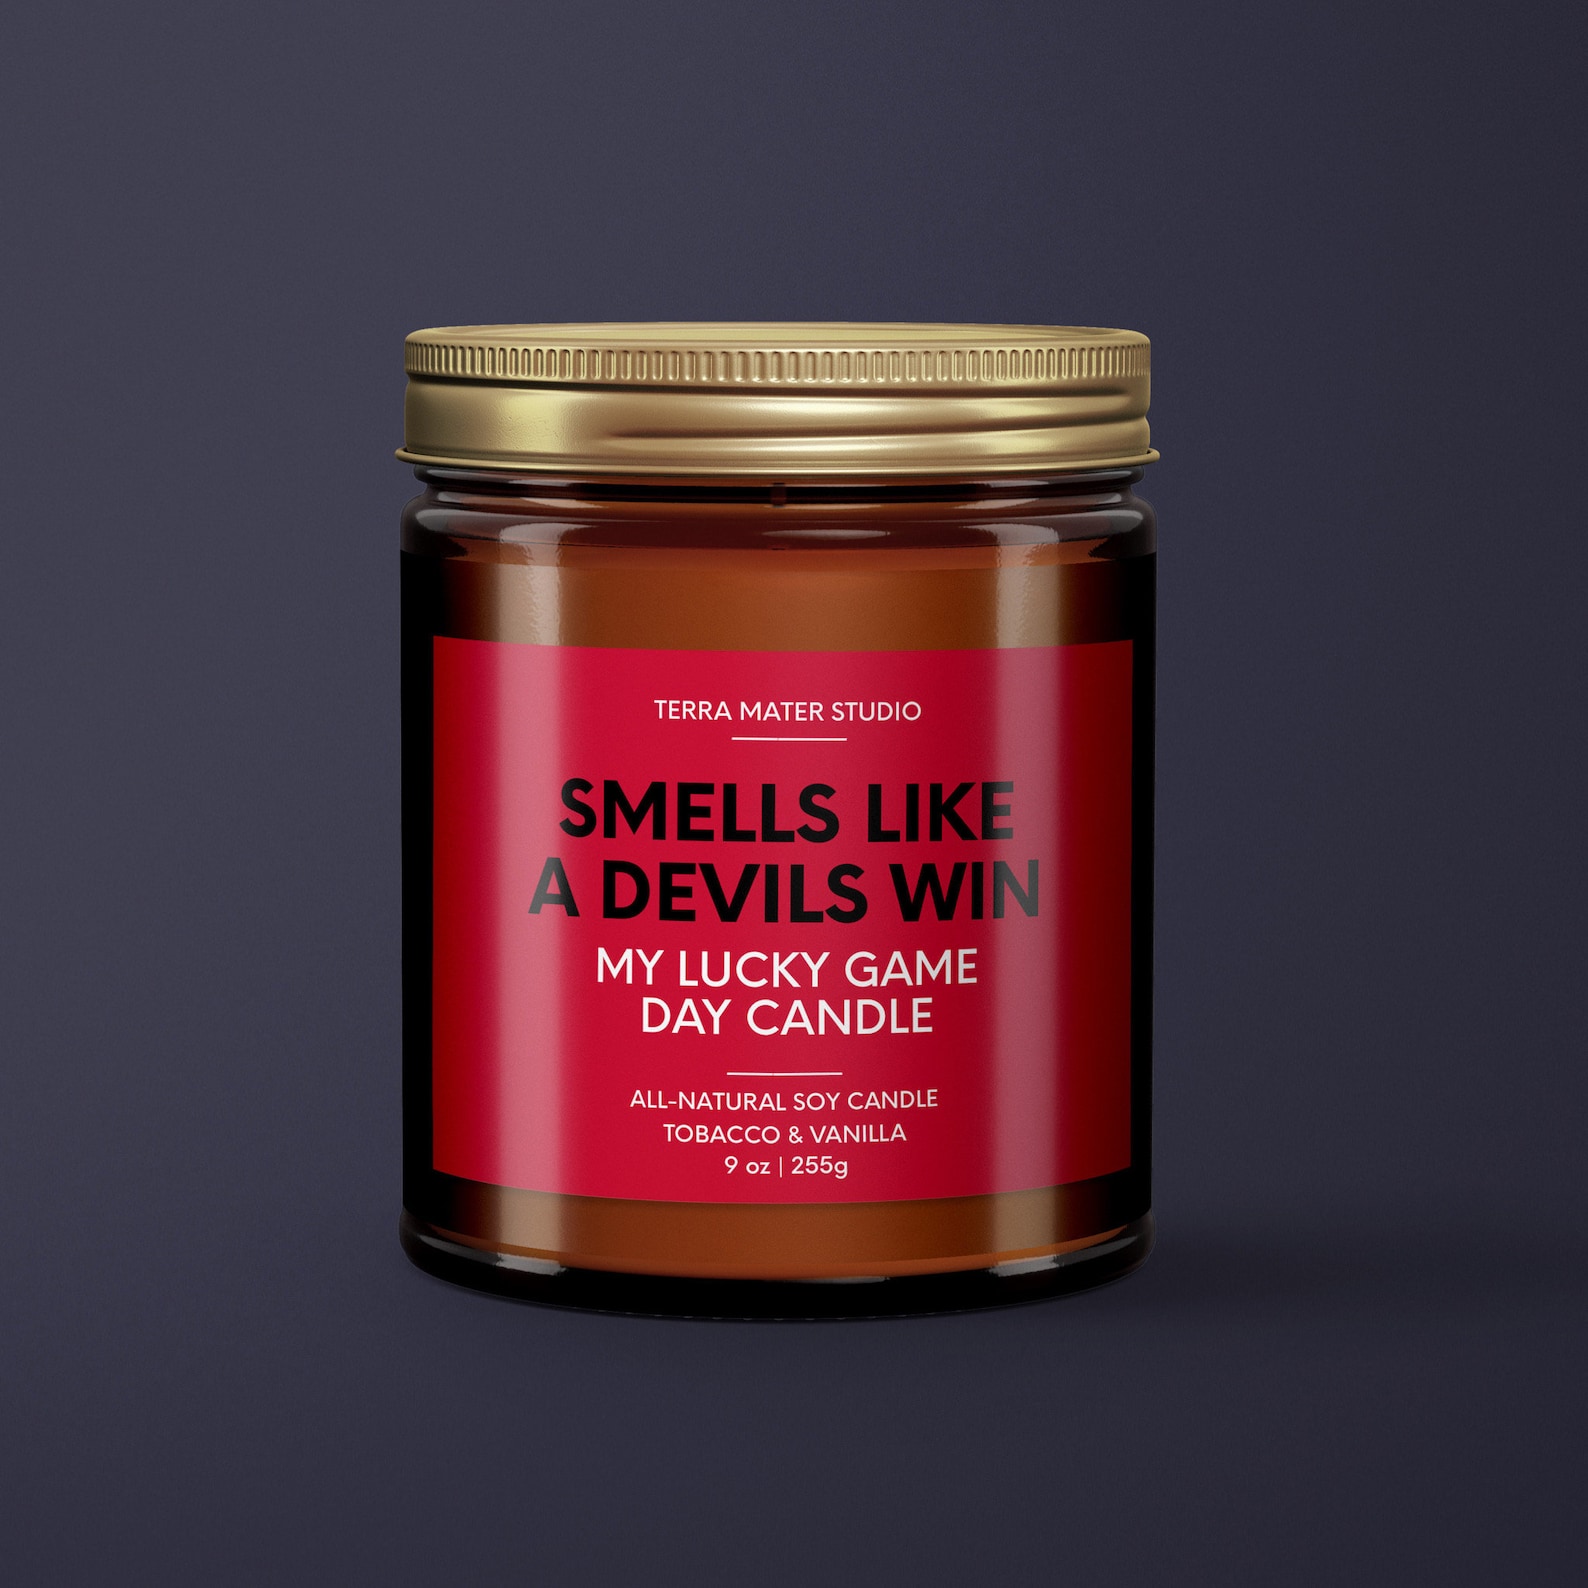 TERRA MATER STUDIO
SMELLS LIKE
A DEVILS WIN
MY LUCKY GAME
DAY CANDLE
ALL-NATURAL SOY CANDLE
TOBACCO & VANILLA
9 oz | 255g